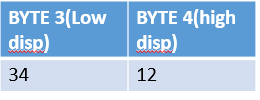 BYTE 3(Low BYTE 4(high
disp) disp)
34 12